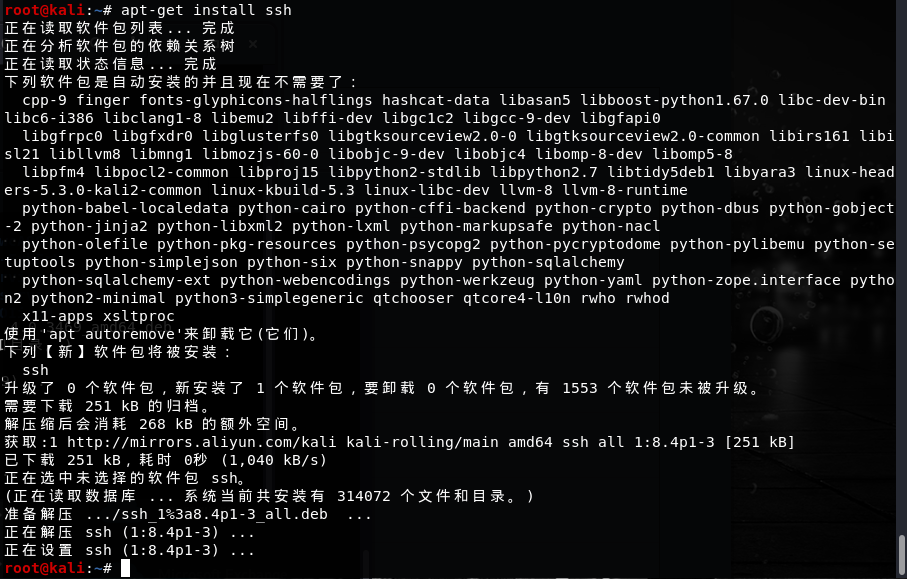 root@kali:~# apt-get install ssh
正在读取软件包列表... 完成
正在分析软件包的依赖关系树
正在读取状态信息... 完成
下列软件包是自动安装的并且现在不需要了：
  cpp-9 finger fonts-glyphicons-halflings hashcat-data libasan5 libboost-python1.67.0 libc-dev-bin
libc6-i386 libclang1-8 libemu2 libffi-dev libgc1c2 libgcc-9-dev libgfapi0
  libgfrpc0 libgfxdr0 libglusterfs0 libgtksourceview2.0-0 libgtksourceview2.0-common libirs161 libi
sl21 libllvm8 libmng1 libmozjs-60-0 libobjc-9-dev libobjc4 libomp-8-dev libomp5-8
  libpfm4 libpocl2-common libproj15 libpython2-stdlib libpython2.7 libtidy5deb1 libyara3 linux-head
ers-5.3.0-kali2-common linux-kbuild-5.3 linux-libc-dev llvm-8 llvm-8-runtime
  python-babel-localedata python-cairo python-cffi-backend python-crypto python-dbus python-gobject
-2 python-jinja2 python-libxml2 python-lxml python-markupsafe python-nacl
  python-olefile python-pkg-resources python-psycopg2 python-pycryptodome python-pylibemu python-se
tuptools python-simplejson python-six python-snappy python-sqlalchemy
  python-sqlalchemy-ext python-webencodings python-werkzeug python-yaml python-zope.interface pytho
n2 python2-minimal python3-simplegeneric qtchooser qtcore4-l10n rwho rwhod
  x11-apps xsltproc
使用'apt autoremove'来卸载它(它们)。
下列【新】软件包将被安装：
  ssh
升级了 0 个软件包，新安装了 1 个软件包，要卸载 0 个软件包，有 1553 个软件包未被升级。
需要下载 251 kB 的归档。
解压缩后会消耗 268 kB 的额外空间。
获取:1 http://mirrors.aliyun.com/kali kali-rolling/main amd64 ssh all 1:8.4p1-3 [251 kB]
已下载 251 kB，耗时 0秒 (1,040 kB/s)
正在选中未选择的软件包 ssh。
(正在读取数据库 ... 系统当前共安装有 314072 个文件和目录。)
准备解压 .../ssh_1%3a8.4p1-3_all.deb  ...
正在解压 ssh (1:8.4p1-3) ...
正在设置 ssh (1:8.4p1-3) ...
root@kali:~#